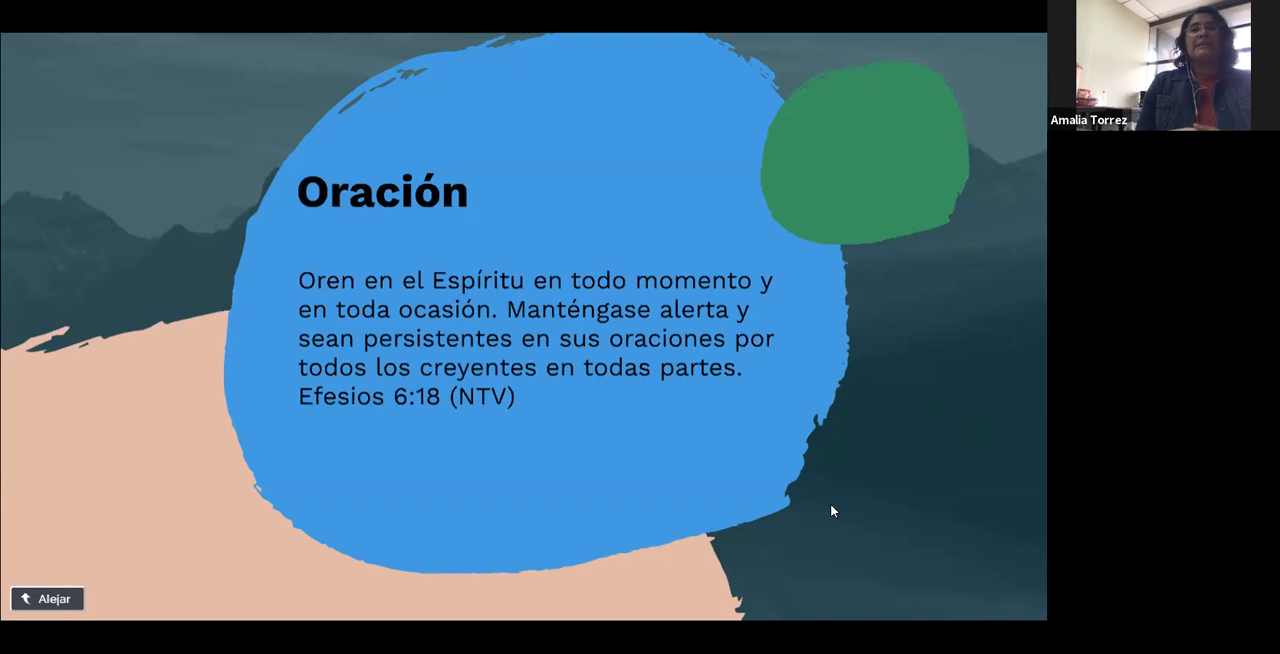 Oración
Oren en el Espíritu en todo momento y
en toda ocasión. Manténgase alerta y
sean persistentes en sus oraciones por
todos los creyentes en todas partes.
Efesios 6:18 (NTV)
Amalia Torrez
Alejar